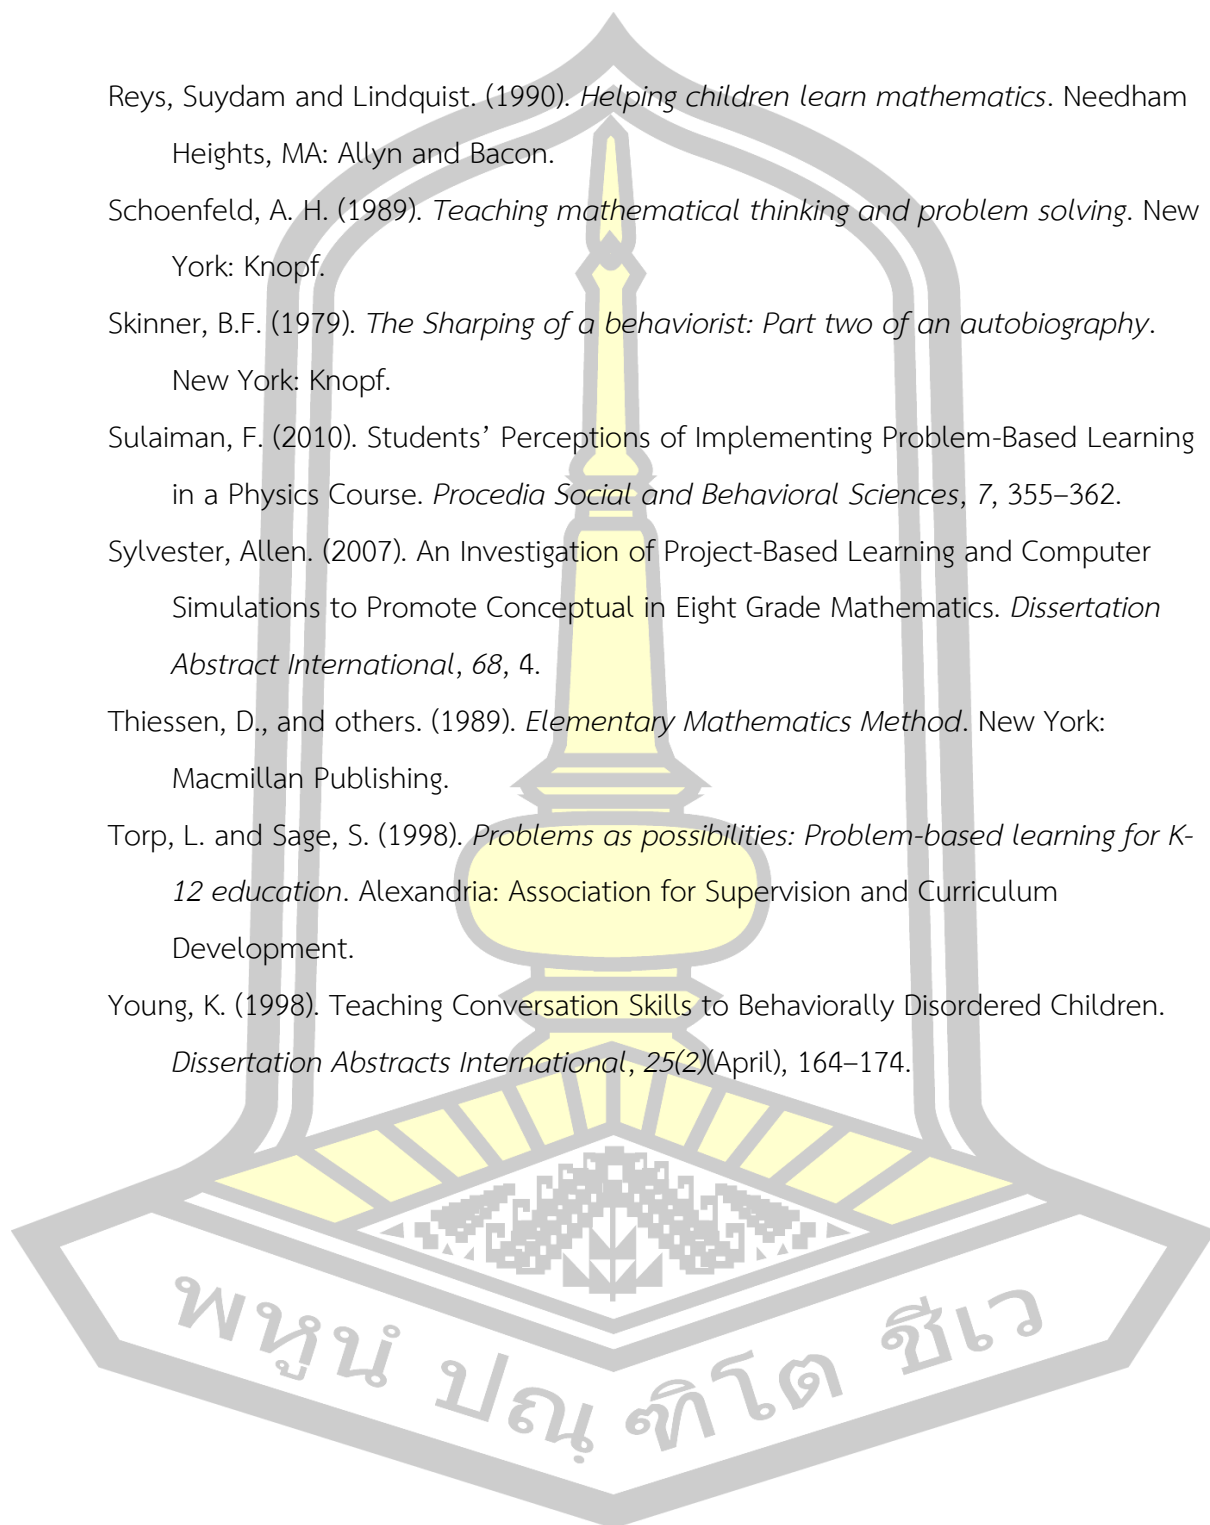 Reys, Suydam and Lindquist. (1990). Helping children learn mathematics. Needham
Heights, MA: Allyn and Bacon.
Schoenfeld, A. H. (1989). Teaching mathematical thinking and problem solving. New
York: Knopf.
Skinner, B.F. (1979). The Sharping of a behaviorist: Part two of an autobiography.
New York: Knopf.
Sulaiman, F. (2010). Students’ Perceptions of Implementing Problem-Based Learning
in a Physics Course. Procedia Social and Behavioral Sciences, 7, 355–362.
Sylvester, Allen. (2007). An Investigation of Project-Based Learning and Computer
Simulations to Promote Conceptual in Eight Grade Mathematics. Dissertation
Abstract International, 68, 4.
Thiessen, D., and others. (1989). Elementary Mathematics Method. New York:
Macmillan Publishing.
Torp, L. and Sage, S. (1998). Problems as possibilities: Problem-based learning for K-
12 education. Alexandria: Association for Supervision and Curriculum
Development.
Young, K. (1998). Teaching Conversation Skills to Behaviorally Disordered Children.
Dissertation Abstracts International, 25(2)(April), 164–174.
พหูนํ ปณฺฑิโต ชีเว